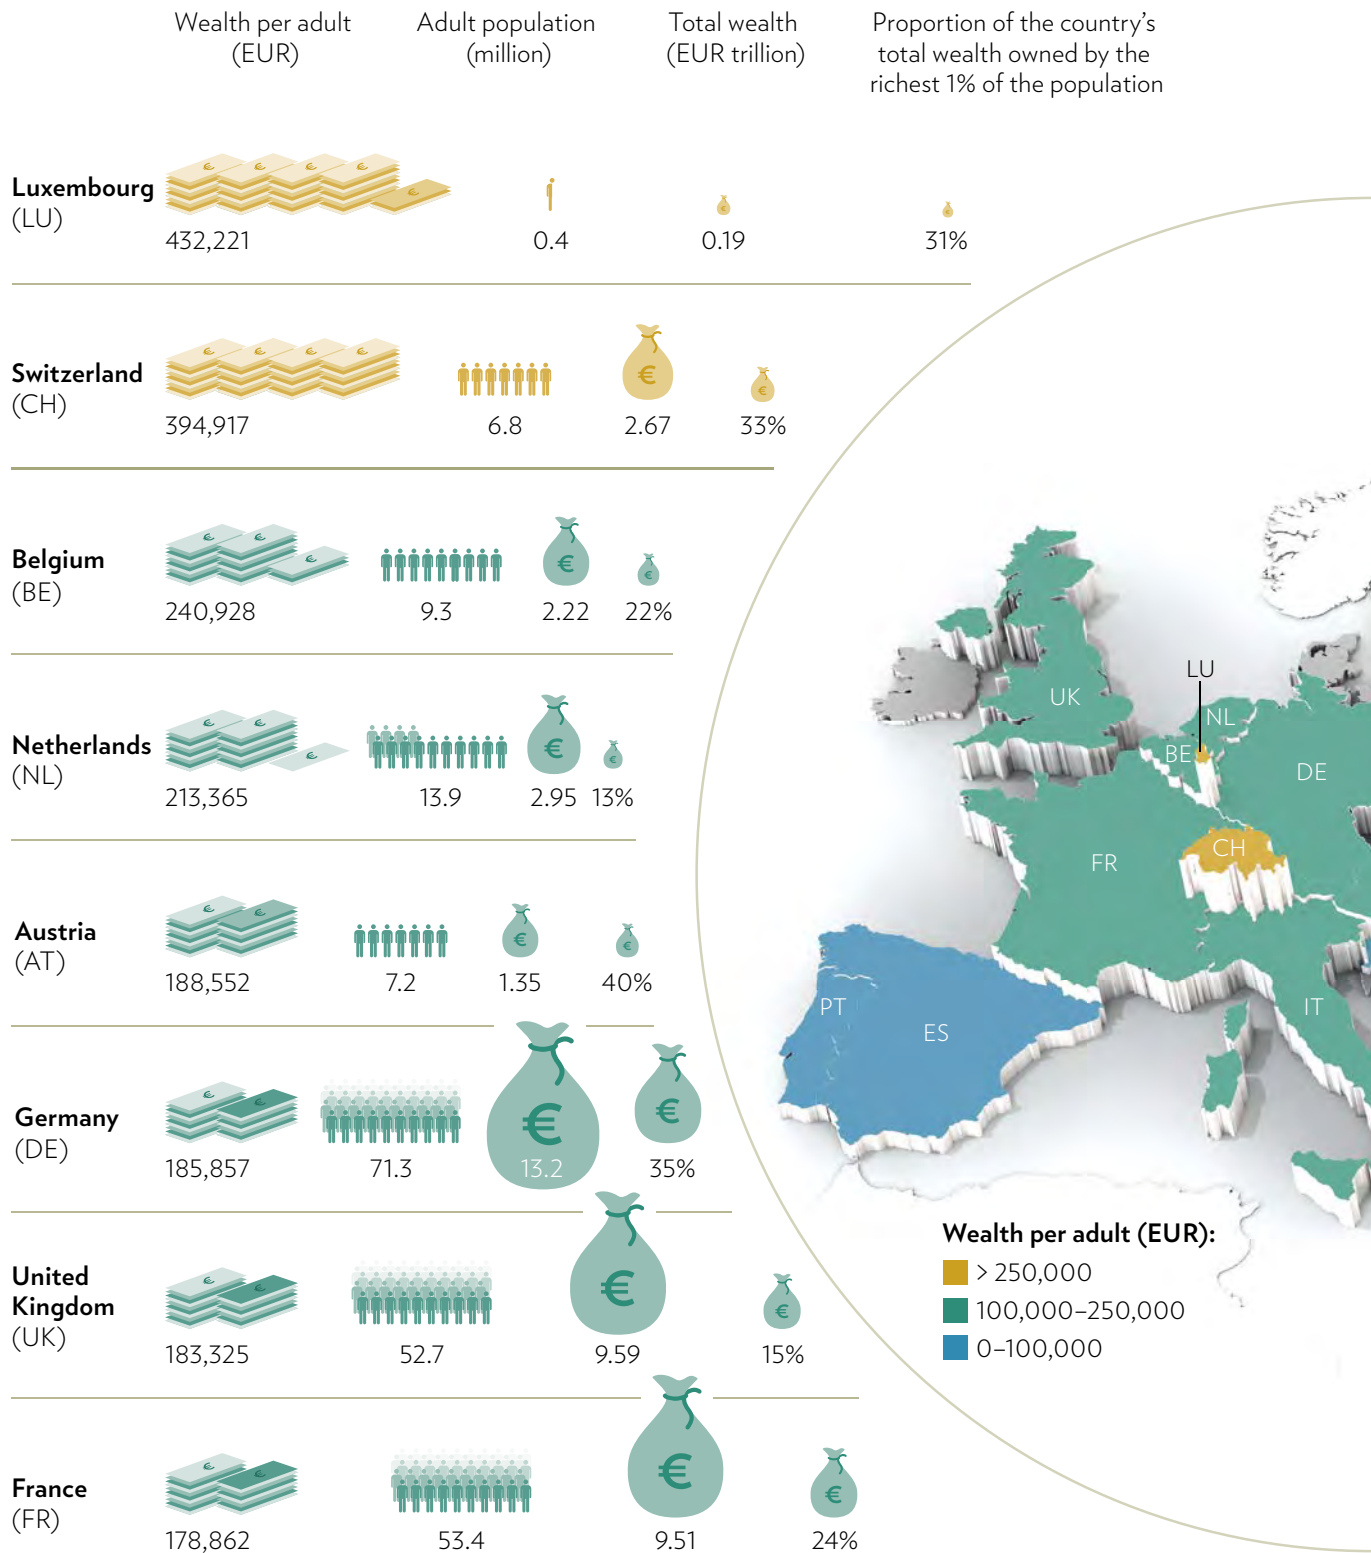 Wealth per adult
(EUR)
Adult population
(million)
Total wealth
(EUR trillion)
Proportion of the country’s
total wealth owned by the
richest 1% of the population
Luxembourg
(LU)
432,221
0.4
0.19
31%
Switzerland
(CH)
394,917
6.8
2.67
33%
Belgium
(BE)
240,928
9.3
2.22
22%
Netherlands
(NL)
213,365
13.9
2.95
13%
Austria
(AT)
188,552
7.2
1.35
40%
Germany
(DE)
185,857
71.3
13.2
35%
United
Kingdom
(UK)
183,325
52.7
9.59
15%
France
(FR)
178,862
53.4
9.51
24%
LU
UK
NL
BE
DE
CH
FR
PT
ES
IT
Wealth per adult (EUR):
> 250,000
100,000–250,000
0–100,000